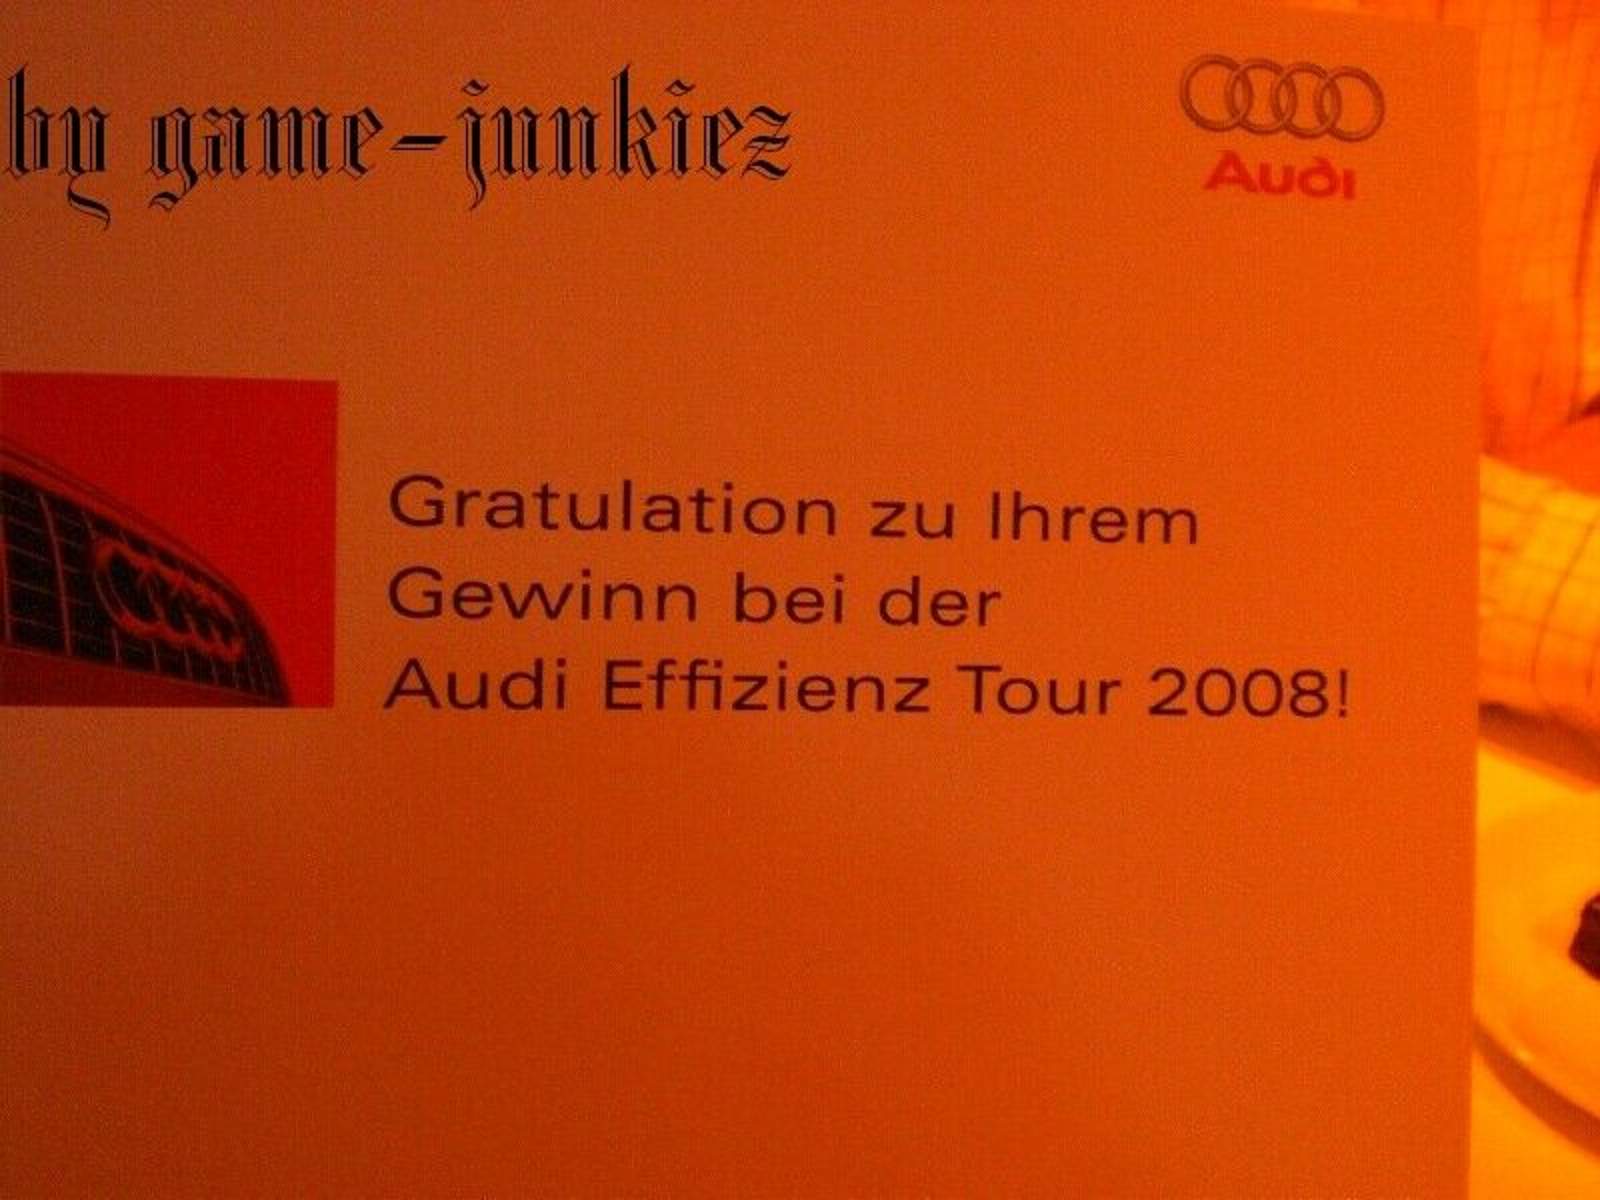 by game-junkiez
Audi
Gratulation zu Ihrem
Gewinn bei der
Audi Effizienz Tour 2008!